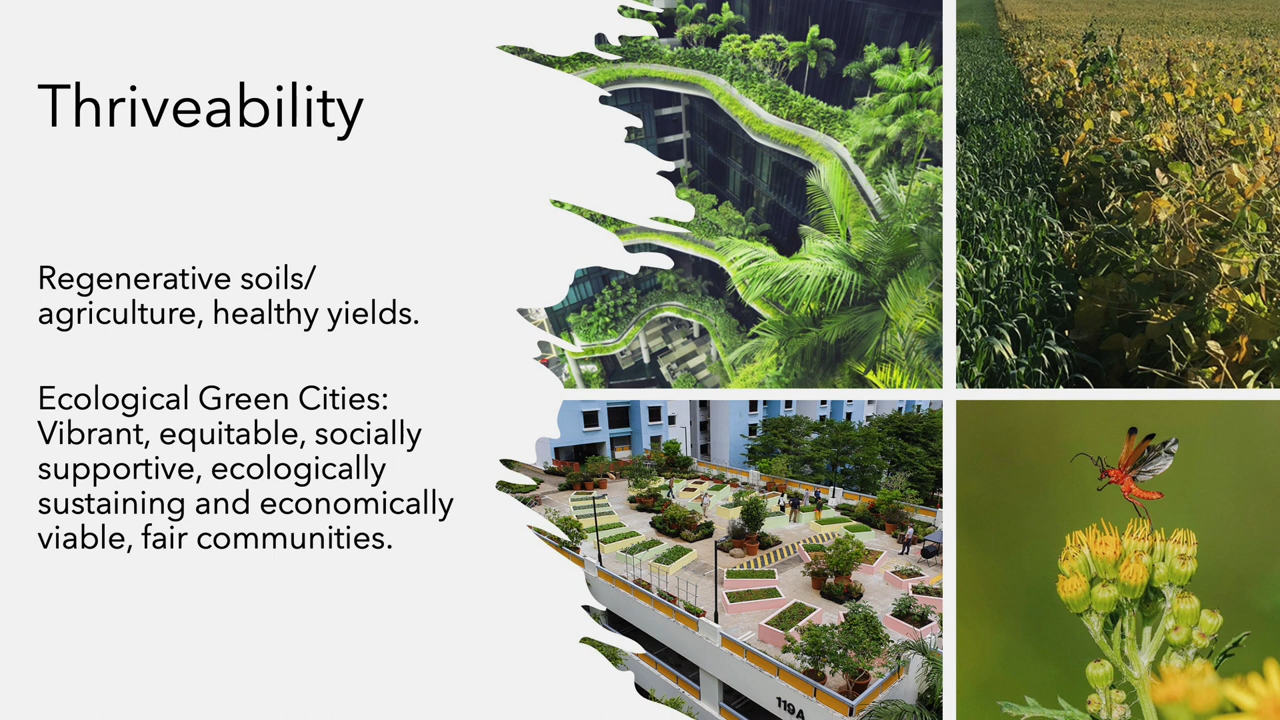 Thriveability
Regenerative soils/
agriculture, healthy yields.
Ecological Green Cities:
Vibrant, equitable, socially
supportive, ecologically
sustaining and economically
viable, fair communities.
119A